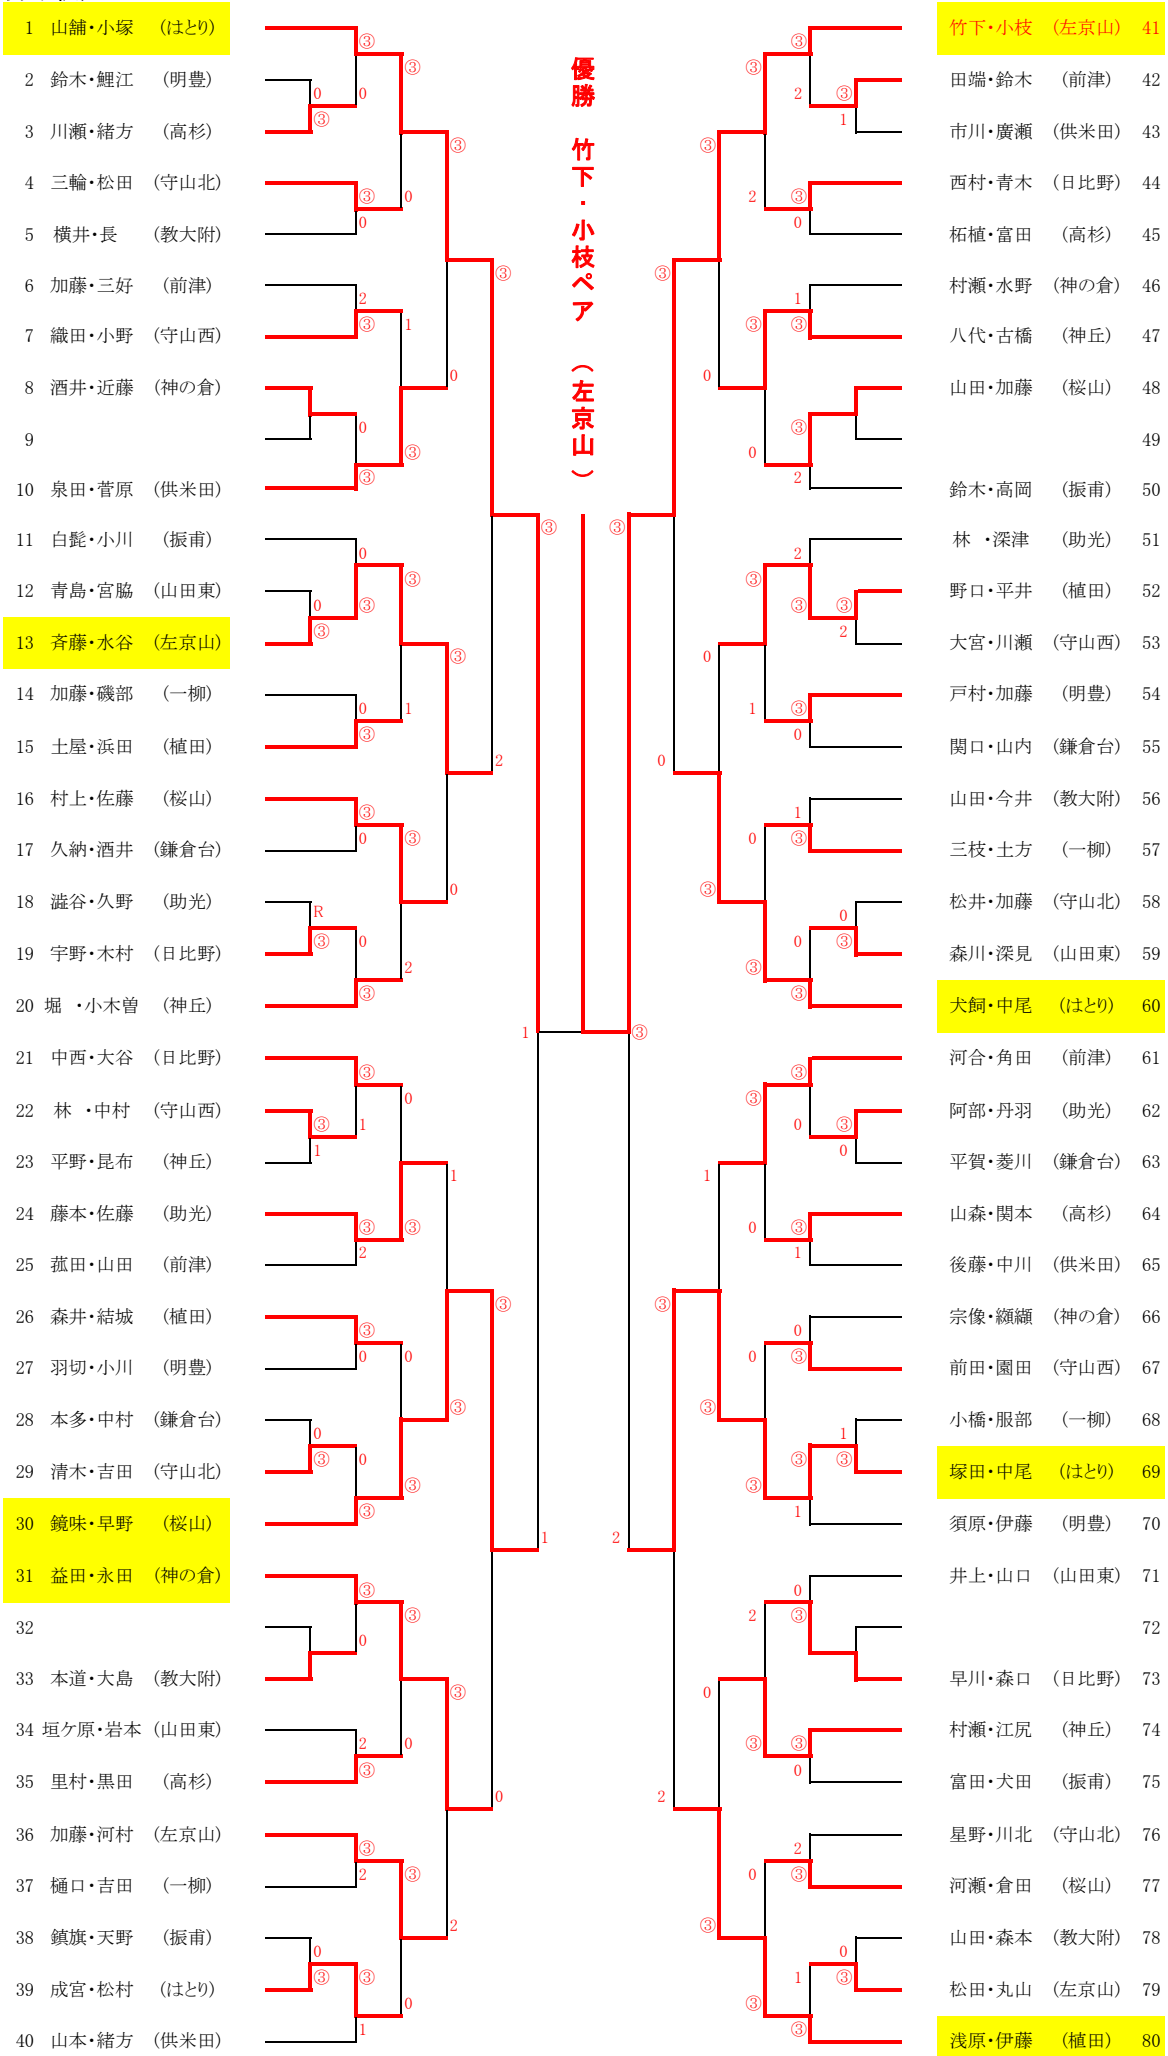 1 山舗・小塚 (はとり)
2 鈴木・鯉江 (明豊)
3 川瀬・緒方 (高杉)
4 三輪・松田 (守山北)
5 横井・長 (教大附)
6 加藤・三好 (前津)
7 織田・小野 (守山西)
8 酒井・近藤 (神の倉)
9
10 泉田・菅原 (供米田)
11 白髭・小川 (振甫)
12 青島・宮脇 (山田東)
13 斉藤・水谷 (左京山)
14 加藤・磯部 (一柳)
15 土屋・浜田 (植田)
16 村上・佐藤 (桜山)
17 久納・酒井 (鎌倉台)
18 澁谷・久野 (助光)
19 宇野・木村 (日比野)
20 堀 ・小木曽 (神丘)
21 中西・大谷 (日比野)
22 林 ・中村 (守山西)
23 平野・昆布 (神丘)
24 藤本・佐藤 (助光)
25 菰田・山田 (前津)
26 森井・結城 (植田)
27 羽切・小川 (明豊)
28 本多・中村 (鎌倉台)
29 清木・吉田 (守山北)
30 鏡味・早野 (桜山)
31 益田・永田 (神の倉)
32
33 本道・大島 (教大附)
34 垣ケ原・岩本 (山田東)
35 里村・黒田 (高杉)
36 加藤・河村 (左京山)
37 樋口・吉田 (一柳)
38 鎮旗・天野 (振甫)
39 成宮・松村 (はとり)
40 山本・緒方 (供米田)
優勝 竹下・小枝ペア (左京山)
竹下・小枝 (左京山) 41
田端・鈴木 (前津) 42
市川・廣瀬 (供米田) 43
西村・青木 (日比野) 44
柘植・富田 (高杉) 45
村瀬・水野 (神の倉) 46
八代・古橋 (神丘) 47
山田・加藤 (桜山) 48
49
鈴木・高岡 (振甫) 50
林 ・深津 (助光) 51
野口・平井 (植田) 52
大宮・川瀬 (守山西) 53
戸村・加藤 (明豊) 54
関口・山内 (鎌倉台) 55
山田・今井 (教大附) 56
三枝・土方 (一柳) 57
松井・加藤 (守山北) 58
森川・深見 (山田東) 59
犬飼・中尾 (はとり) 60
河合・角田 (前津) 61
阿部・丹羽 (助光) 62
平賀・菱川 (鎌倉台) 63
山森・関本 (高杉) 64
後藤・中川 (供米田) 65
宗像・纐纈 (神の倉) 66
前田・園田 (守山西) 67
小橋・服部 (一柳) 68
塚田・中尾 (はとり) 69
須原・伊藤 (明豊) 70
井上・山口 (山田東) 71
72
早川・森口 (日比野) 73
村瀬・江尻 (神丘) 74
富田・犬田 (振甫) 75
星野・川北 (守山北) 76
河瀬・倉田 (桜山) 77
山田・森本 (教大附) 78
松田・丸山 (左京山) 79
浅原・伊藤 (植田) 80